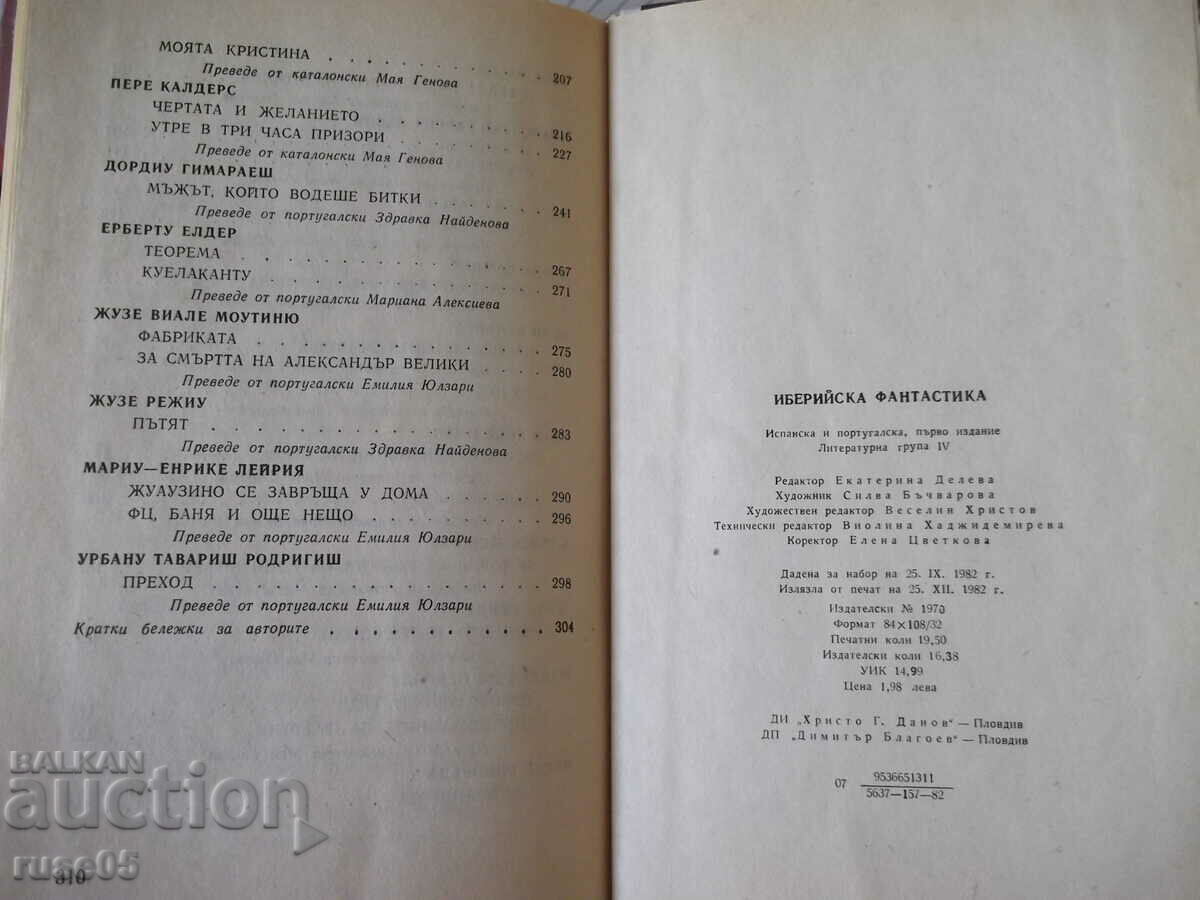 МОЯТА КРИСТИНА . . . . . . . . . 207
Преведе от каталонски Мая Генова
ПЕРЕ КАЛДЕРС
ЧЕРТАТА И ЖЕЛАНИЕТО . . . . . . . 216
УТРЕ В ТРИ ЧАСА ПРИЗОРИ . . . . . . 227
Преведе от каталонски Мая Генова
ДОРДИУ ГИМАРАЕШ
МЪЖЪТ, КОЙТО ВОДЕШЕ БИТКИ . . . . . 241
Преведе от португалски Здравка Найденова
ЕРБЕРТУ ЕЛДЕР
ТЕОРЕМА . . . . . . . . . . . . 267
КУЕЛАКАНТУ . . . . . . . . . . . 271
Преведе от португалски Мариана Алексиева
ЖУЗЕ ВИАЛЕ МОУТИНЮ
ФАБРИКАТА . . . . . . . . . . . 275
ЗА СМЪРТТА НА АЛЕКСАНДЪР ВЕЛИКИ . . . 280
Преведе от португалски Емилия Юлзари
ЖУЗЕ РЕЖИУ
ПЪТЯТ . . . . . . . . . . . . . 283
Преведе от португалски Здравка Найденова
МАРИУ—ЕНРИКЕ ЛЕЙРИЯ
ЖУАУЗИНО СЕ ЗАВРЪЩА У ДОМА . . . . . 290
ФЦ, БАНЯ И ОЩЕ НЕЩО . . . . . . . 296
Преведе от португалски Емилия Юлзари
УРБАНУ ТАВАРИШ РОДРИГИШ
ПРЕХОД . . . . . . . . . . . . . 298
Преведе от португалски Емилия Юлзари
Кратки бележки за авторите . . . . . . . . . . 304
310
ИБЕРИЙСКА ФАНТАСТИКА
Испанска и португалска, първо издание
Литературна група IV
Редактор Екатерина Делева
Художник Силва Бъчварова
Художествен редактор Веселин Христов
Технически редактор Виолина Хаджидемирева
Коректор Елена Цветкова
Дадена за набор на 25. IX. 1982 г.
Излязла от печат на 25. XII. 1982 г.
Издателски № 1970
Формат 84×108/32
Печатни коли 19,50
Издателски коли 16,38
УИК 14,99
Цена 1,98 лева
ДИ „Христо Г. Данов“ — Пловдив
ДП „Димитър Благоев“ — Пловдив
07 9536651311
5637—157—82
BALKAN
auction
ruse05